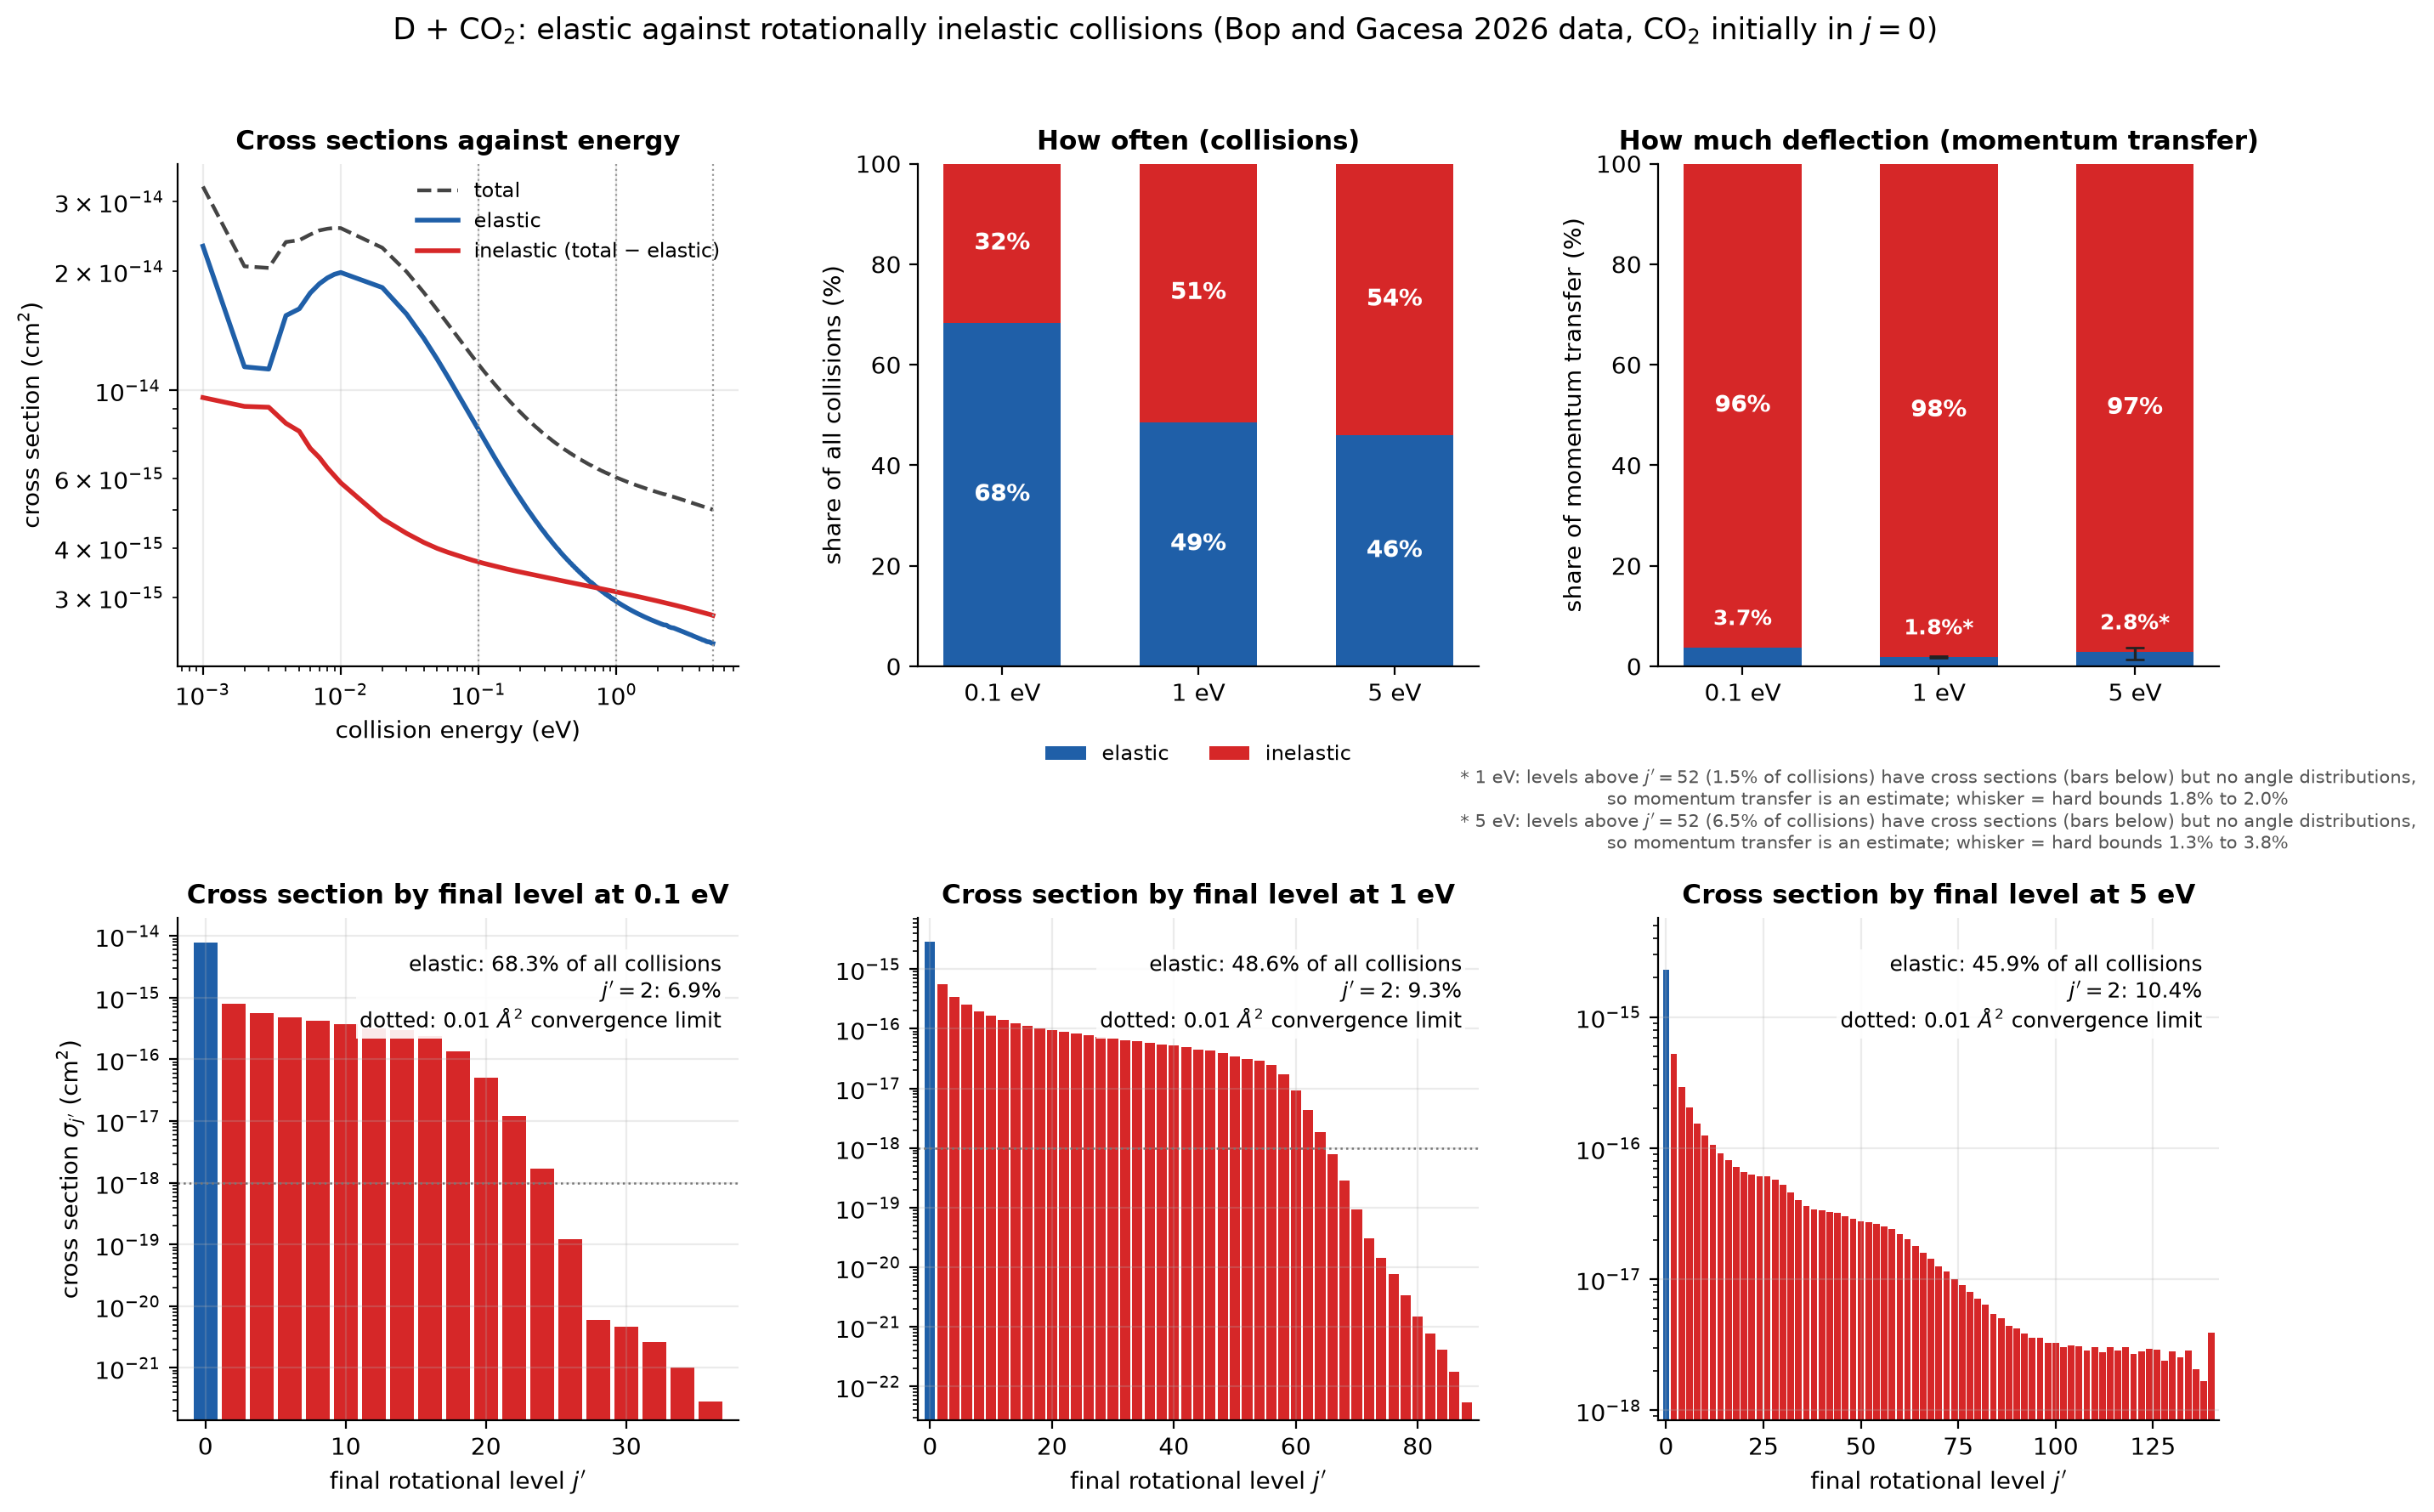 D + CO₂: elastic against rotationally inelastic collisions (Bop and Gacesa 2026 data, CO₂ initially in j = 0)
Cross sections against energy
cross section (cm²)
3 × 10⁻¹⁴
2 × 10⁻¹⁴
10⁻¹⁴
6 × 10⁻¹⁵
4 × 10⁻¹⁵
3 × 10⁻¹⁵
total
elastic
inelastic (total − elastic)
10⁻³ 10⁻² 10⁻¹ 10⁰
collision energy (eV)
How often (collisions)
share of all collisions (%)
100
80
60
40
20
0
32%
51%
54%
68%
49%
46%
0.1 eV 1 eV 5 eV
elastic inelastic
How much deflection (momentum transfer)
share of momentum transfer (%)
100
80
60
40
20
0
96%
98%
97%
3.7%
1.8%*
2.8%*
0.1 eV 1 eV 5 eV
* 1 eV: levels above j′ = 52 (1.5% of collisions) have cross sections (bars below) but no angle distributions,
so momentum transfer is an estimate; whisker = hard bounds 1.8% to 2.0%
* 5 eV: levels above j′ = 52 (6.5% of collisions) have cross sections (bars below) but no angle distributions,
so momentum transfer is an estimate; whisker = hard bounds 1.3% to 3.8%
Cross section by final level at 0.1 eV
cross section σj′ (cm²)
10⁻¹⁴
10⁻¹⁵
10⁻¹⁶
10⁻¹⁷
10⁻¹⁸
10⁻¹⁹
10⁻²⁰
10⁻²¹
elastic: 68.3% of all collisions
j′ = 2: 6.9%
dotted: 0.01 Å² convergence limit
0 10 20 30
final rotational level j′
Cross section by final level at 1 eV
10⁻¹⁵
10⁻¹⁶
10⁻¹⁷
10⁻¹⁸
10⁻¹⁹
10⁻²⁰
10⁻²¹
10⁻²²
elastic: 48.6% of all collisions
j′ = 2: 9.3%
dotted: 0.01 Å² convergence limit
0 20 40 60 80
final rotational level j′
Cross section by final level at 5 eV
10⁻¹⁵
10⁻¹⁶
10⁻¹⁷
10⁻¹⁸
elastic: 45.9% of all collisions
j′ = 2: 10.4%
dotted: 0.01 Å² convergence limit
0 25 50 75 100 125
final rotational level j′